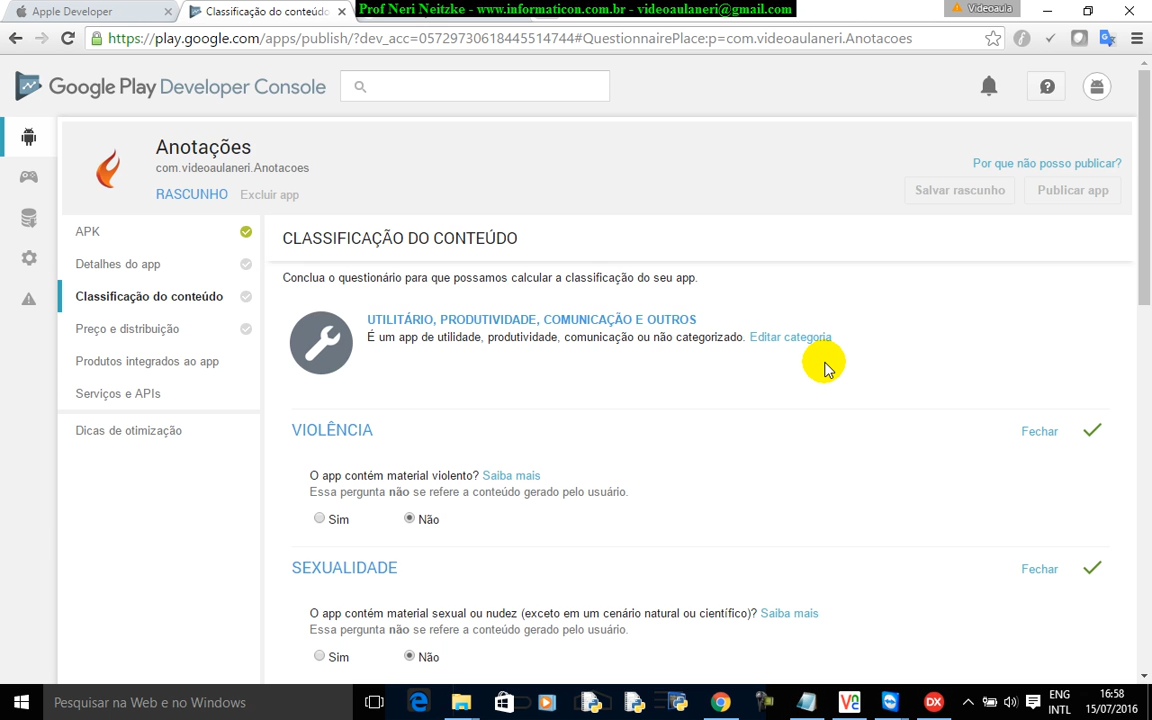 Apple Developer
Classificação do conteúdo
Prof Neri Neitzke - www.informaticon.com.br - videoaulaneri@gmail.com
Videoaula
https://play.google.com/apps/publish/?dev_acc=05729730618445514744#QuestionnairePlace:p=com.videoaulaneri.Anotacoes
Google Play Developer Console
Anotações
com.videoaulaneri.Anotacoes
RASCUNHO Excluir app
Por que não posso publicar?
Salvar rascunho
Publicar app
APK
Detalhes do app
Classificação do conteúdo
Preço e distribuição
Produtos integrados ao app
Serviços e APIs
Dicas de otimização
CLASSIFICAÇÃO DO CONTEÚDO
Conclua o questionário para que possamos calcular a classificação do seu app.
UTILITÁRIO, PRODUTIVIDADE, COMUNICAÇÃO E OUTROS
É um app de utilidade, produtividade, comunicação ou não categorizado. Editar categoria
VIOLÊNCIA
Fechar
O app contém material violento? Saiba mais
Essa pergunta não se refere a conteúdo gerado pelo usuário.
Sim Não
SEXUALIDADE
Fechar
O app contém material sexual ou nudez (exceto em um cenário natural ou científico)? Saiba mais
Essa pergunta não se refere a conteúdo gerado pelo usuário.
Sim Não
Pesquisar na Web e no Windows
ENG
INTL
16:58
15/07/2016